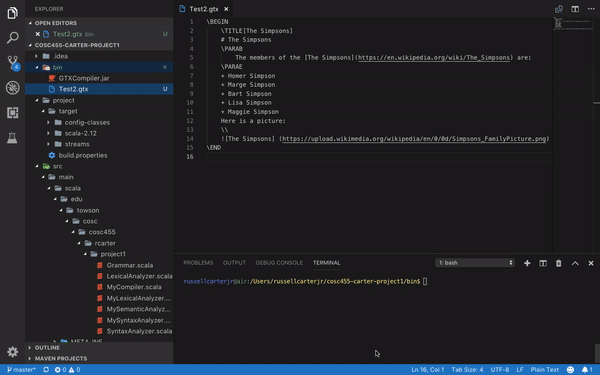 EXPLORER
OPEN EDITORS
Test2.gtx U
COSC455-CARTER-PROJECT1
.idea
bin
GTXCompiler.jar
Test2.gtx U
project
target
config-classes
scala-2.12
streams
build.properties
src
main
scala
edu
towson
cosc
cosc455
rcarter
project1
Grammar.scala
LexicalAnalyzer.scala
MyCompiler.scala
MyLexicalAnalyzer....
MySemanticAnalyz...
MySyntaxAnalyzer....
SyntaxAnalyzer.scala
META-INF
OUTLINE
MAVEN PROJECTS
4
Test2.gtx
1 \BEGIN
2 \TITLE[The Simpsons]
3 # The Simpsons
4 \PARAB
5 The members of the [The Simpsons](https://en.wikipedia.org/wiki/The_Simpsons) are:
6 \PARAE
7 + Homer Simpson
8 + Marge Simpson
9 + Bart Simpson
10 + Lisa Simpson
11 + Maggie Simpson
12 Here is a picture:
13 \\
14 ![The Simpsons] (https://upload.wikimedia.org/wikipedia/en/0/0d/Simpsons_FamilyPicture.png)
15 \END
16
PROBLEMS OUTPUT DEBUG CONSOLE TERMINAL 1: bash
russellcarterjr@air:/Users/russellcarterjr/cosc455-carter-project1/bin$
master* 0 0 Ln 16, Col 1 Tab Size: 4 UTF-8 LF Plain Text 1